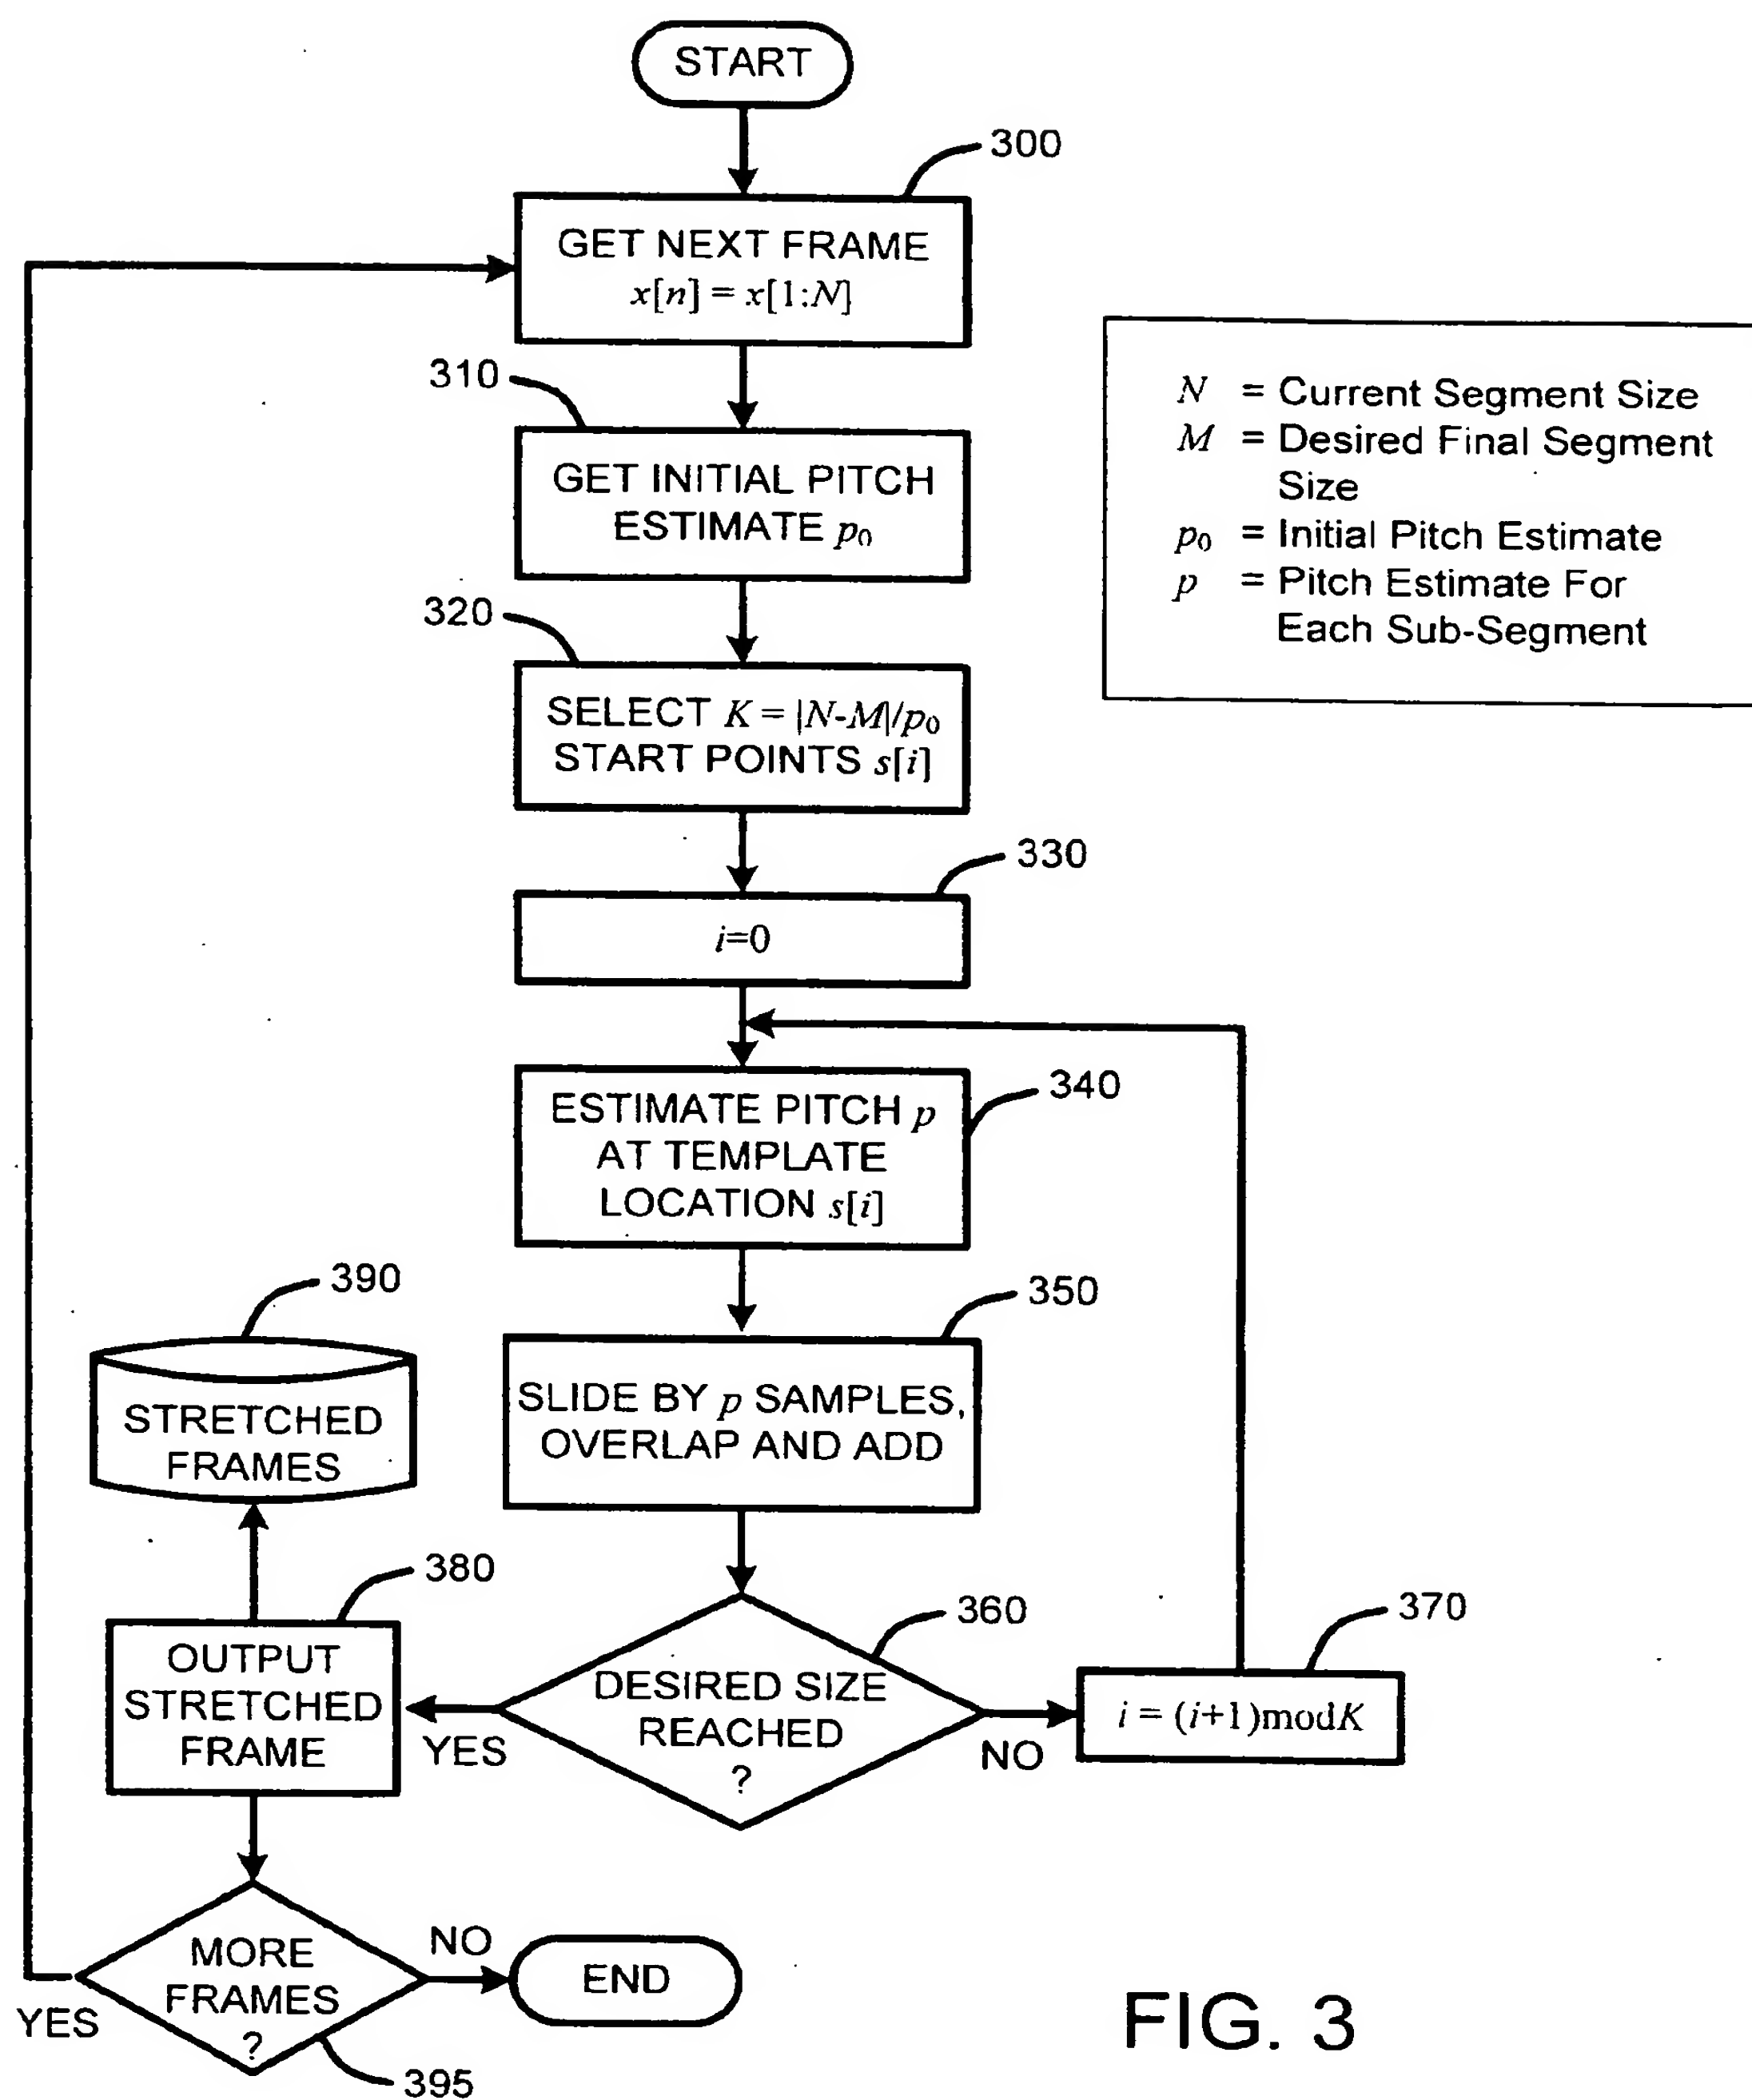 START
300
GET NEXT FRAME
x[n] = x[1:N]
310
GET INITIAL PITCH
ESTIMATE p0
320
SELECT K = |N-M|/p0
START POINTS s[i]
330
i=0
340
ESTIMATE PITCH p
AT TEMPLATE
LOCATION s[i]
350
SLIDE BY p SAMPLES,
OVERLAP AND ADD
360
DESIRED SIZE
REACHED
?
NO
370
i = (i+1)modK
YES
380
OUTPUT
STRETCHED
FRAME
390
STRETCHED
FRAMES
MORE
FRAMES
?
395
YES
NO
END
N = Current Segment Size
M = Desired Final Segment
Size
p0 = Initial Pitch Estimate
p = Pitch Estimate For
Each Sub-Segment
FIG. 3